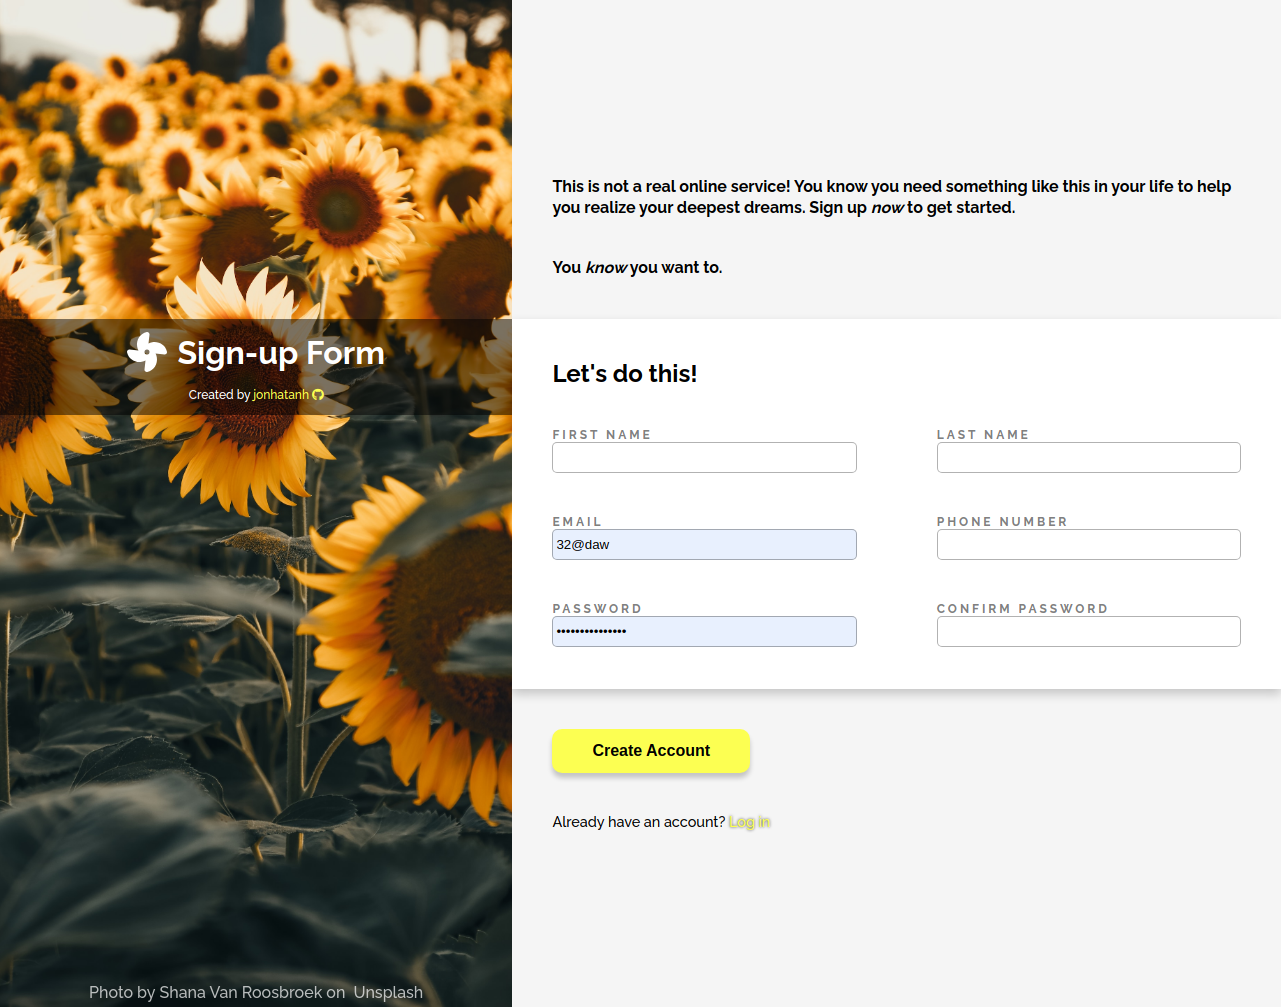 This is not a real online service! You know you need something like this in your life to help
you realize your deepest dreams. Sign up now to get started.
You know you want to.
Sign-up Form
Created by jonhatanh
Let's do this!
FIRST NAME
LAST NAME
EMAIL
PHONE NUMBER
32@daw
PASSWORD
CONFIRM PASSWORD
•••••••••••••••
Create Account
Already have an account? Log in
Photo by Shana Van Roosbroek on Unsplash